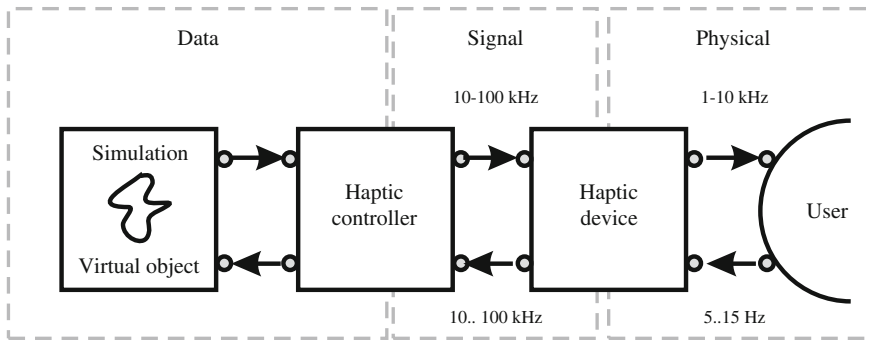 Data
Signal
Physical
10-100 kHz
1-10 kHz
Simulation
Virtual object
Haptic
controller
Haptic
device
User
10.. 100 kHz
5..15 Hz